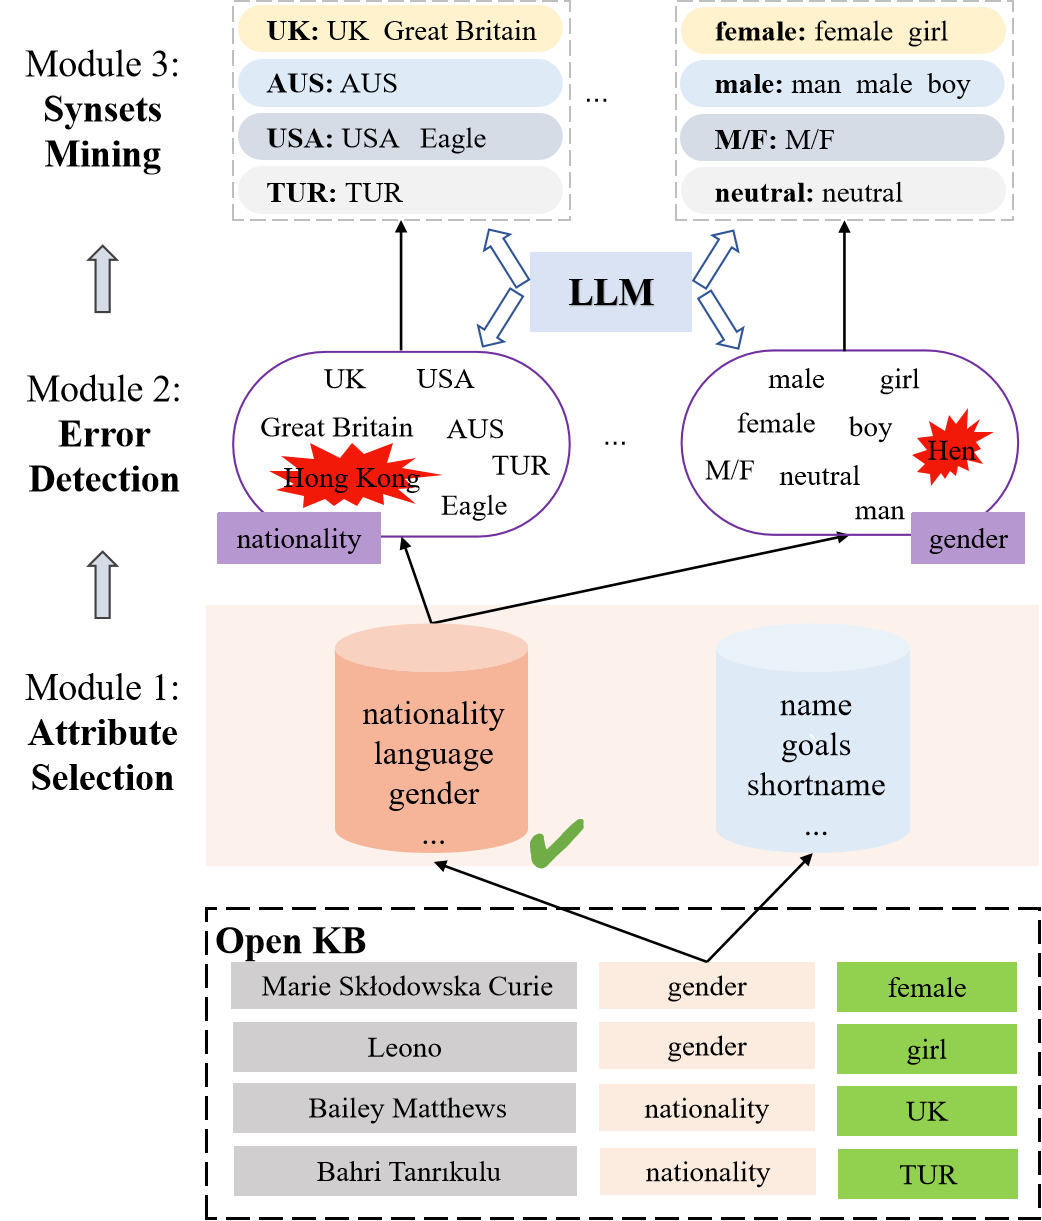 Module 3:
Synsets
Mining
UK: UK Great Britain
AUS: AUS
USA: USA Eagle
TUR: TUR
...
female: female girl
male: man male boy
M/F: M/F
neutral: neutral
LLM
Module 2:
Error
Detection
UK USA
Great Britain AUS
Hong Kong TUR
Eagle
nationality
...
male girl
female boy
Hen
M/F neutral
man
gender
Module 1:
Attribute
Selection
nationality
language
gender
...
name
goals
shortname
...
Open KB
Marie Skłodowska Curie gender female
Leono gender girl
Bailey Matthews nationality UK
Bahri Tanrıkulu nationality TUR